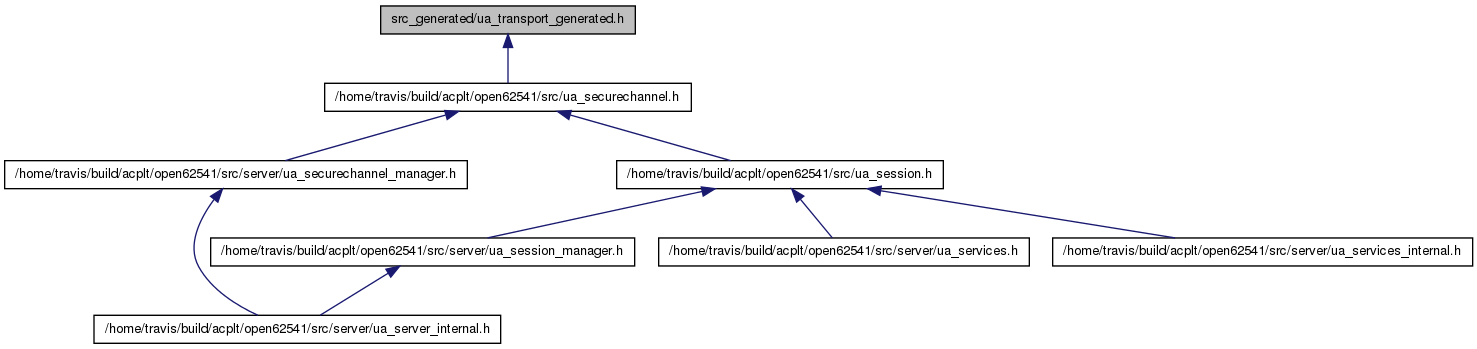 src_generated/ua_transport_generated.h
/home/travis/build/acplt/open62541/src/ua_securechannel.h
/home/travis/build/acplt/open62541/src/server/ua_securechannel_manager.h
/home/travis/build/acplt/open62541/src/ua_session.h
/home/travis/build/acplt/open62541/src/server/ua_session_manager.h
/home/travis/build/acplt/open62541/src/server/ua_services.h
/home/travis/build/acplt/open62541/src/server/ua_services_internal.h
/home/travis/build/acplt/open62541/src/server/ua_server_internal.h